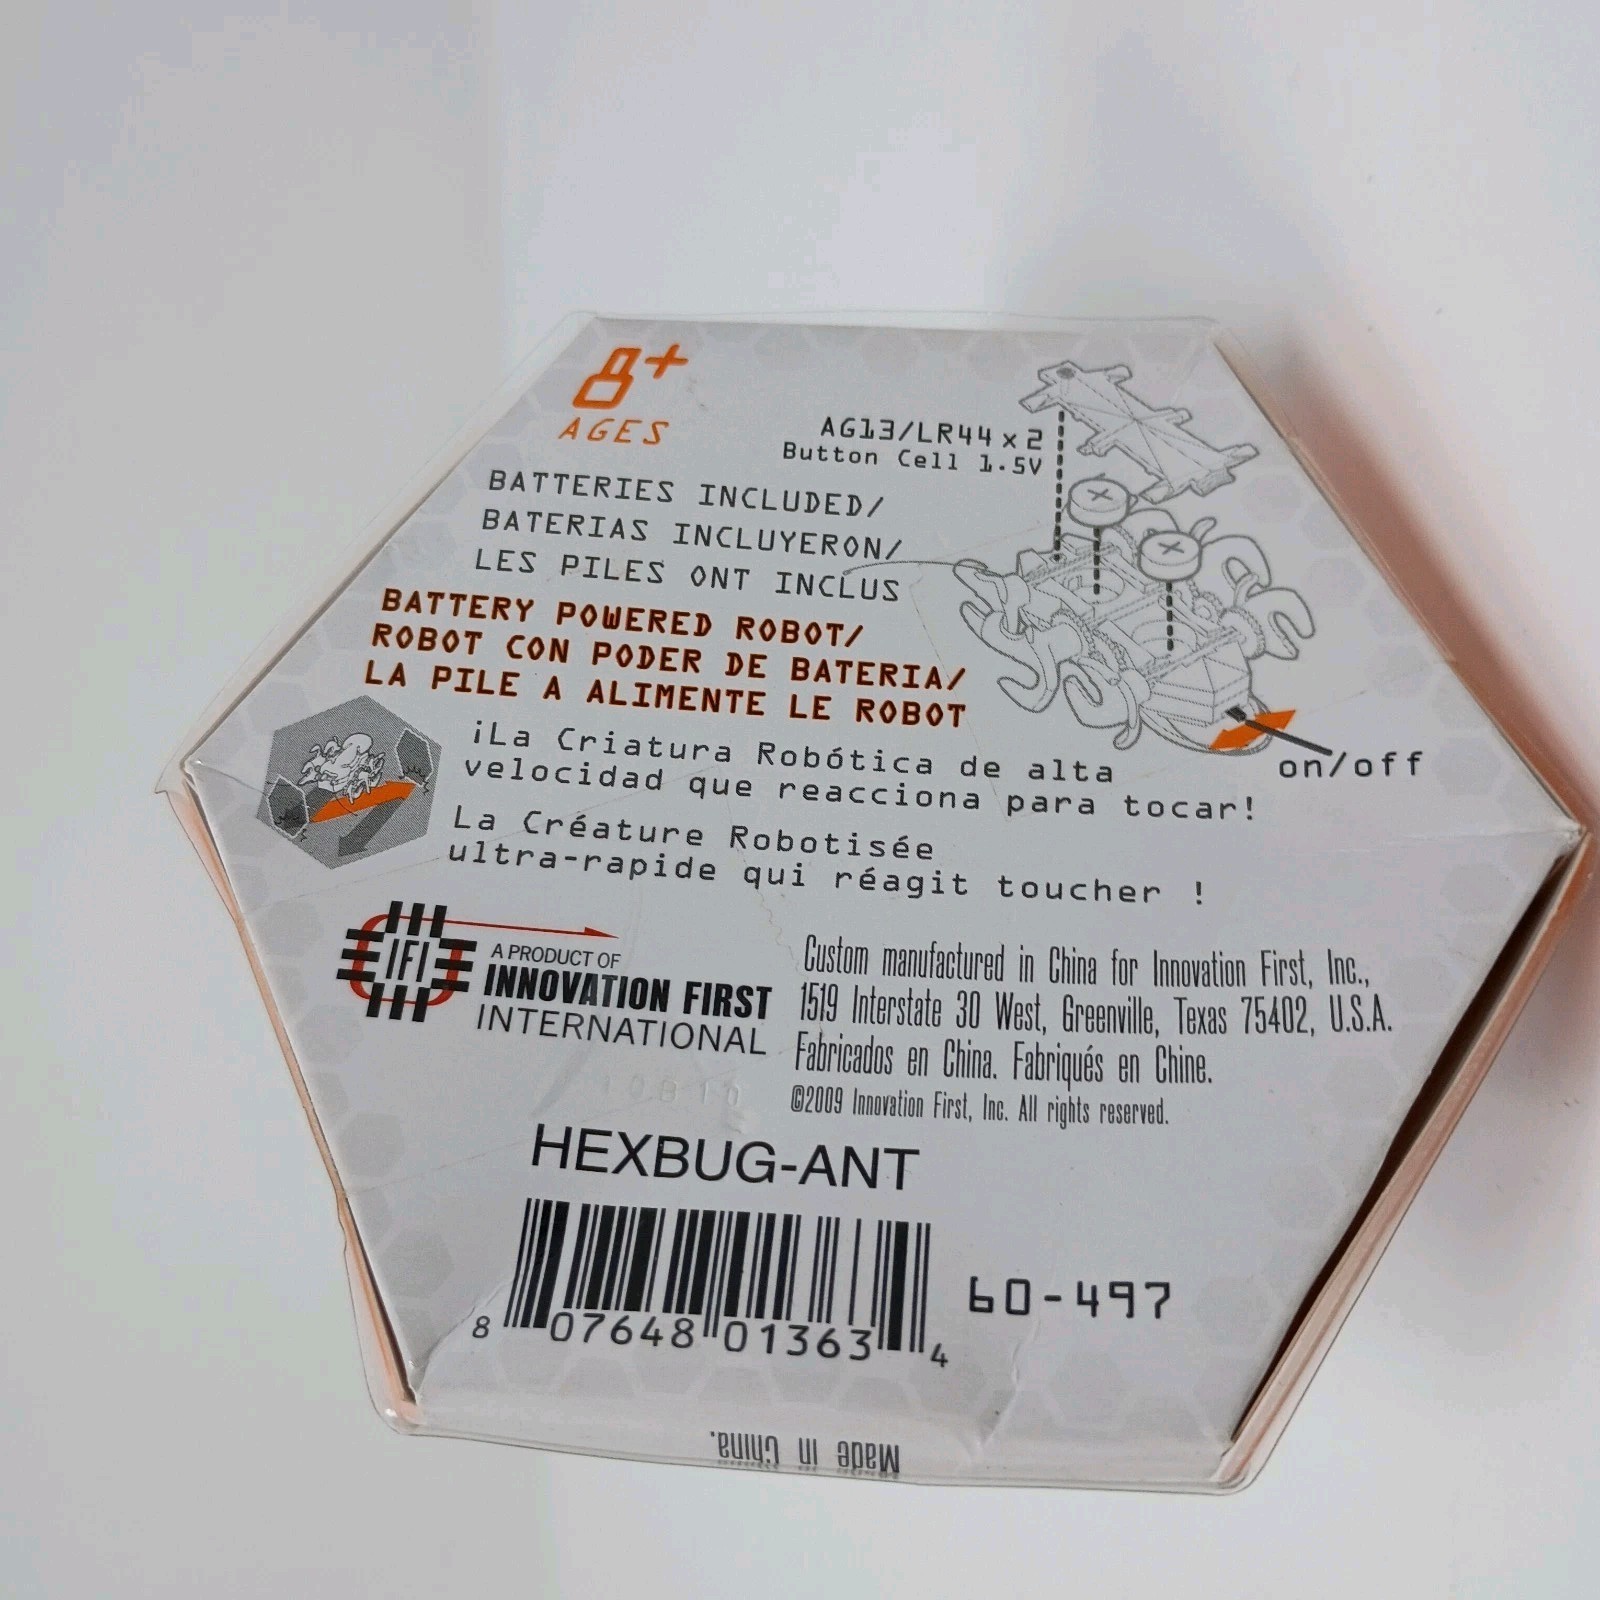 8+
AGES
AG13/LR44 x 2
Button Cell 1.5V
BATTERIES INCLUDED/
BATERIAS INCLUYERON/
LES PILES ONT INCLUS
BATTERY POWERED ROBOT/
ROBOT CON PODER DE BATERIA/
LA PILE A ALIMENTE LE ROBOT
on/off
¡La Criatura Robótica de alta
velocidad que reacciona para tocar!
La Créature Robotisée
ultra-rapide qui réagit toucher !
IFI
A PRODUCT OF
INNOVATION FIRST
INTERNATIONAL
Custom manufactured in China for Innovation First, Inc.,
1519 Interstate 30 West, Greenville, Texas 75402, U.S.A.
Fabricados en China. Fabriqués en Chine.
©2009 Innovation First, Inc. All rights reserved.
10810
HEXBUG-ANT
8 07648 01363 4
60-497
Made in China.